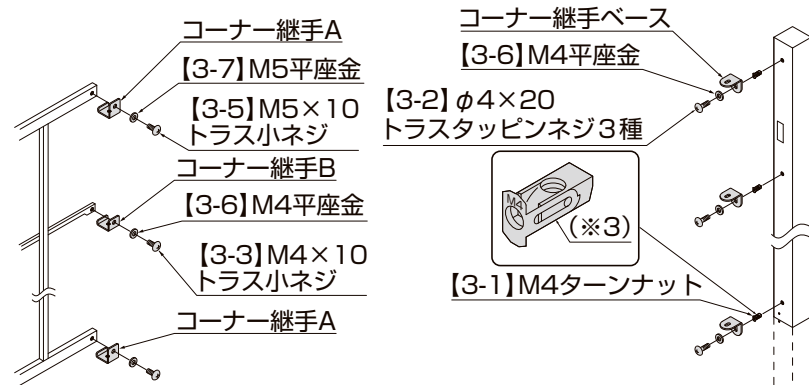 コーナー継手A
【3-7】M5平座金
【3-5】M5×10
トラス小ネジ
コーナー継手B
【3-6】M4平座金
【3-3】M4×10
トラス小ネジ
コーナー継手A
コーナー継手ベース
【3-6】M4平座金
【3-2】φ4×20
トラスタッピンネジ3種
M4
(※3)
【3-1】M4ターンナット